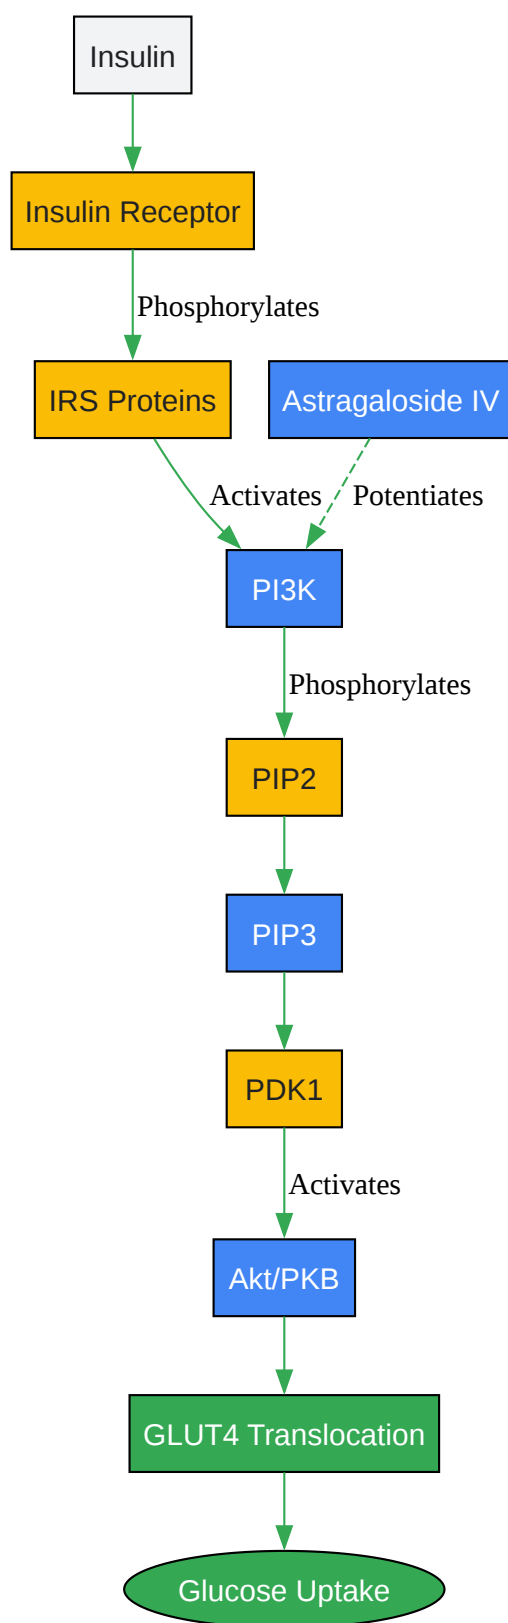 Insulin
Insulin Receptor
Phosphorylates
IRS Proteins
Astragaloside IV
Activates
Potentiates
PI3K
Phosphorylates
PIP2
PIP3
PDK1
Activates
Akt/PKB
GLUT4 Translocation
Glucose Uptake